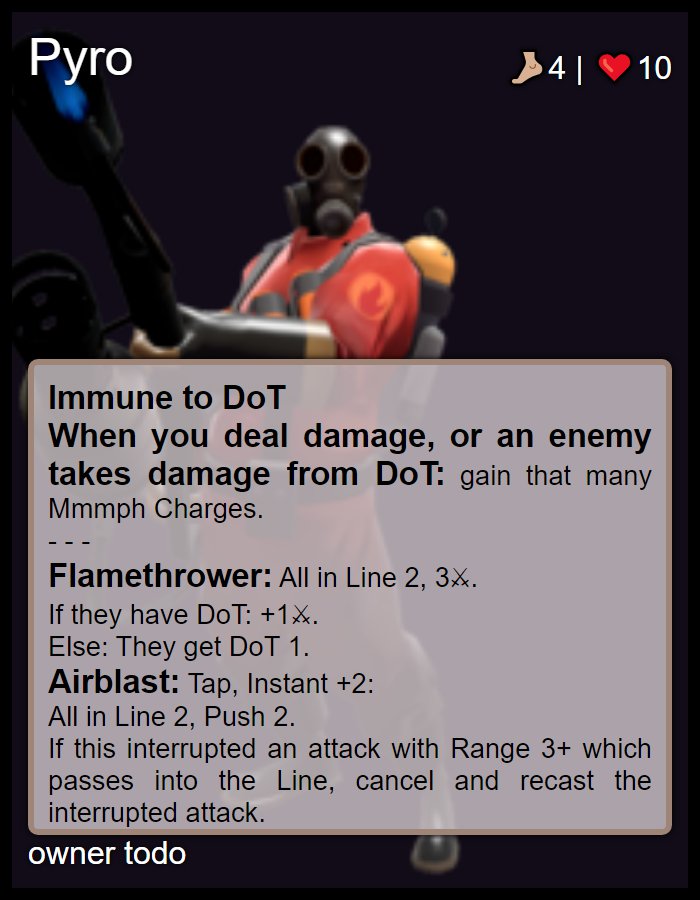 Pyro
🦶4 | ❤️10
Immune to DoT
When you deal damage, or an enemy
takes damage from DoT: gain that many
Mmmph Charges.
- - -
Flamethrower: All in Line 2, 3⚔.
If they have DoT: +1⚔.
Else: They get DoT 1.
Airblast: Tap, Instant +2:
All in Line 2, Push 2.
If this interrupted an attack with Range 3+ which
passes into the Line, cancel and recast the
interrupted attack.
owner todo